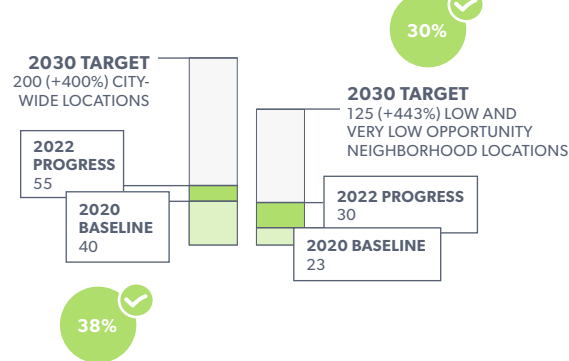 30%
2030 TARGET
200 (+400%) CITY-
WIDE LOCATIONS
2022
PROGRESS
55
2020
BASELINE
40
38%
2030 TARGET
125 (+443%) LOW AND
VERY LOW OPPORTUNITY
NEIGHBORHOOD LOCATIONS
2022 PROGRESS
30
2020 BASELINE
23